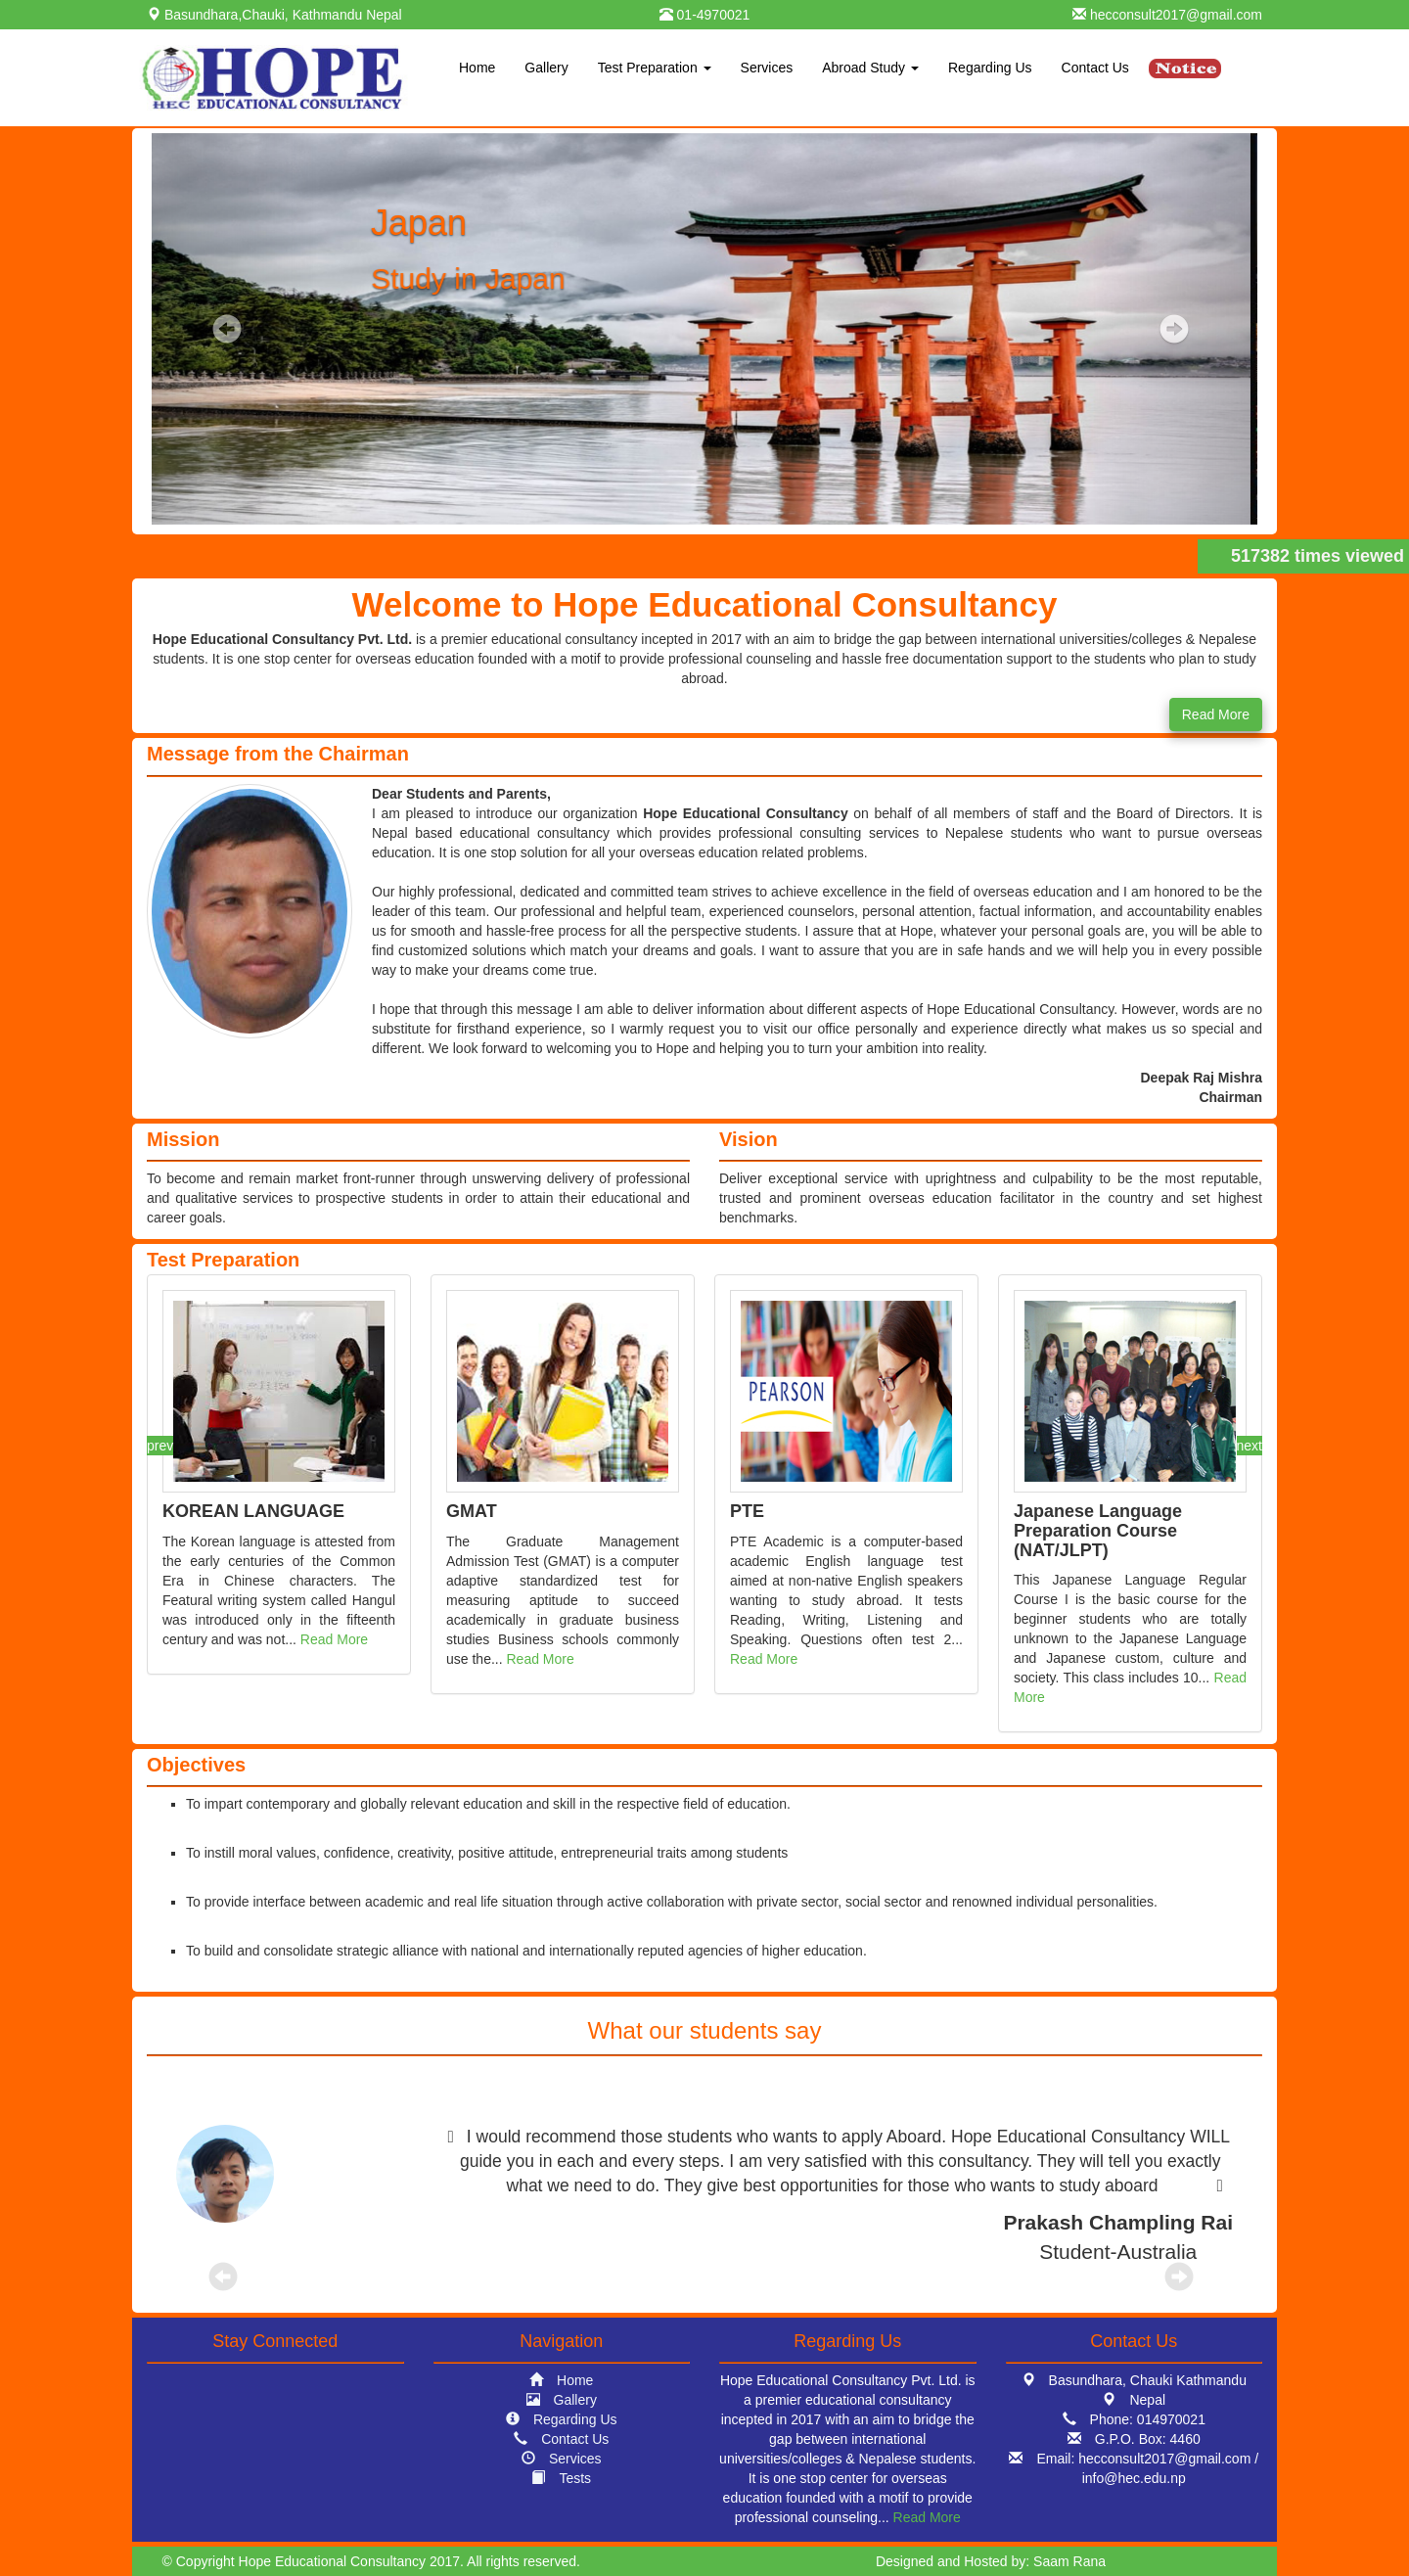 Basundhara,Chauki, Kathmandu Nepal
01-4970021
hecconsult2017@gmail.com
HOPE
HEC EDUCATIONAL CONSULTANCY
Home
Gallery
Test Preparation
Services
Abroad Study
Regarding Us
Contact Us
Notice
Japan
Study in Japan
517382 times viewed
Welcome to Hope Educational Consultancy
Hope Educational Consultancy Pvt. Ltd. is a premier educational consultancy incepted in 2017 with an aim to bridge the gap between international universities/colleges & Nepalese
students. It is one stop center for overseas education founded with a motif to provide professional counseling and hassle free documentation support to the students who plan to study
abroad.
Read More
Message from the Chairman
Dear Students and Parents,
I am pleased to introduce our organization Hope Educational Consultancy on behalf of all members of staff and the Board of Directors. It is
Nepal based educational consultancy which provides professional consulting services to Nepalese students who want to pursue overseas
education. It is one stop solution for all your overseas education related problems.
Our highly professional, dedicated and committed team strives to achieve excellence in the field of overseas education and I am honored to be the
leader of this team. Our professional and helpful team, experienced counselors, personal attention, factual information, and accountability enables
us for smooth and hassle-free process for all the perspective students. I assure that at Hope, whatever your personal goals are, you will be able to
find customized solutions which match your dreams and goals. I want to assure that you are in safe hands and we will help you in every possible
way to make your dreams come true.
I hope that through this message I am able to deliver information about different aspects of Hope Educational Consultancy. However, words are no
substitute for firsthand experience, so I warmly request you to visit our office personally and experience directly what makes us so special and
different. We look forward to welcoming you to Hope and helping you to turn your ambition into reality.
Deepak Raj Mishra
Chairman
Mission
To become and remain market front-runner through unswerving delivery of professional
and qualitative services to prospective students in order to attain their educational and
career goals.
Vision
Deliver exceptional service with uprightness and culpability to be the most reputable,
trusted and prominent overseas education facilitator in the country and set highest
benchmarks.
Test Preparation
prev
KOREAN LANGUAGE
The Korean language is attested from
the early centuries of the Common
Era in Chinese characters. The
Featural writing system called Hangul
was introduced only in the fifteenth
century and was not... Read More
GMAT
The Graduate Management
Admission Test (GMAT) is a computer
adaptive standardized test for
measuring aptitude to succeed
academically in graduate business
studies Business schools commonly
use the... Read More
PEARSON
PTE
PTE Academic is a computer-based
academic English language test
aimed at non-native English speakers
wanting to study abroad. It tests
Reading, Writing, Listening and
Speaking. Questions often test 2...
Read More
next
Japanese Language
Preparation Course
(NAT/JLPT)
This Japanese Language Regular
Course I is the basic course for the
beginner students who are totally
unknown to the Japanese Language
and Japanese custom, culture and
society. This class includes 10... Read
More
Objectives
To impart contemporary and globally relevant education and skill in the respective field of education.
To instill moral values, confidence, creativity, positive attitude, entrepreneurial traits among students
To provide interface between academic and real life situation through active collaboration with private sector, social sector and renowned individual personalities.
To build and consolidate strategic alliance with national and internationally reputed agencies of higher education.
What our students say
I would recommend those students who wants to apply Aboard. Hope Educational Consultancy WILL
guide you in each and every steps. I am very satisfied with this consultancy. They will tell you exactly
what we need to do. They give best opportunities for those who wants to study aboard
Prakash Champling Rai
Student-Australia
Stay Connected
Navigation
Home
Gallery
Regarding Us
Contact Us
Services
Tests
Regarding Us
Hope Educational Consultancy Pvt. Ltd. is
a premier educational consultancy
incepted in 2017 with an aim to bridge the
gap between international
universities/colleges & Nepalese students.
It is one stop center for overseas
education founded with a motif to provide
professional counseling... Read More
Contact Us
Basundhara, Chauki Kathmandu
Nepal
Phone: 014970021
G.P.O. Box: 4460
Email: hecconsult2017@gmail.com /
info@hec.edu.np
© Copyright Hope Educational Consultancy 2017. All rights reserved.
Designed and Hosted by: Saam Rana